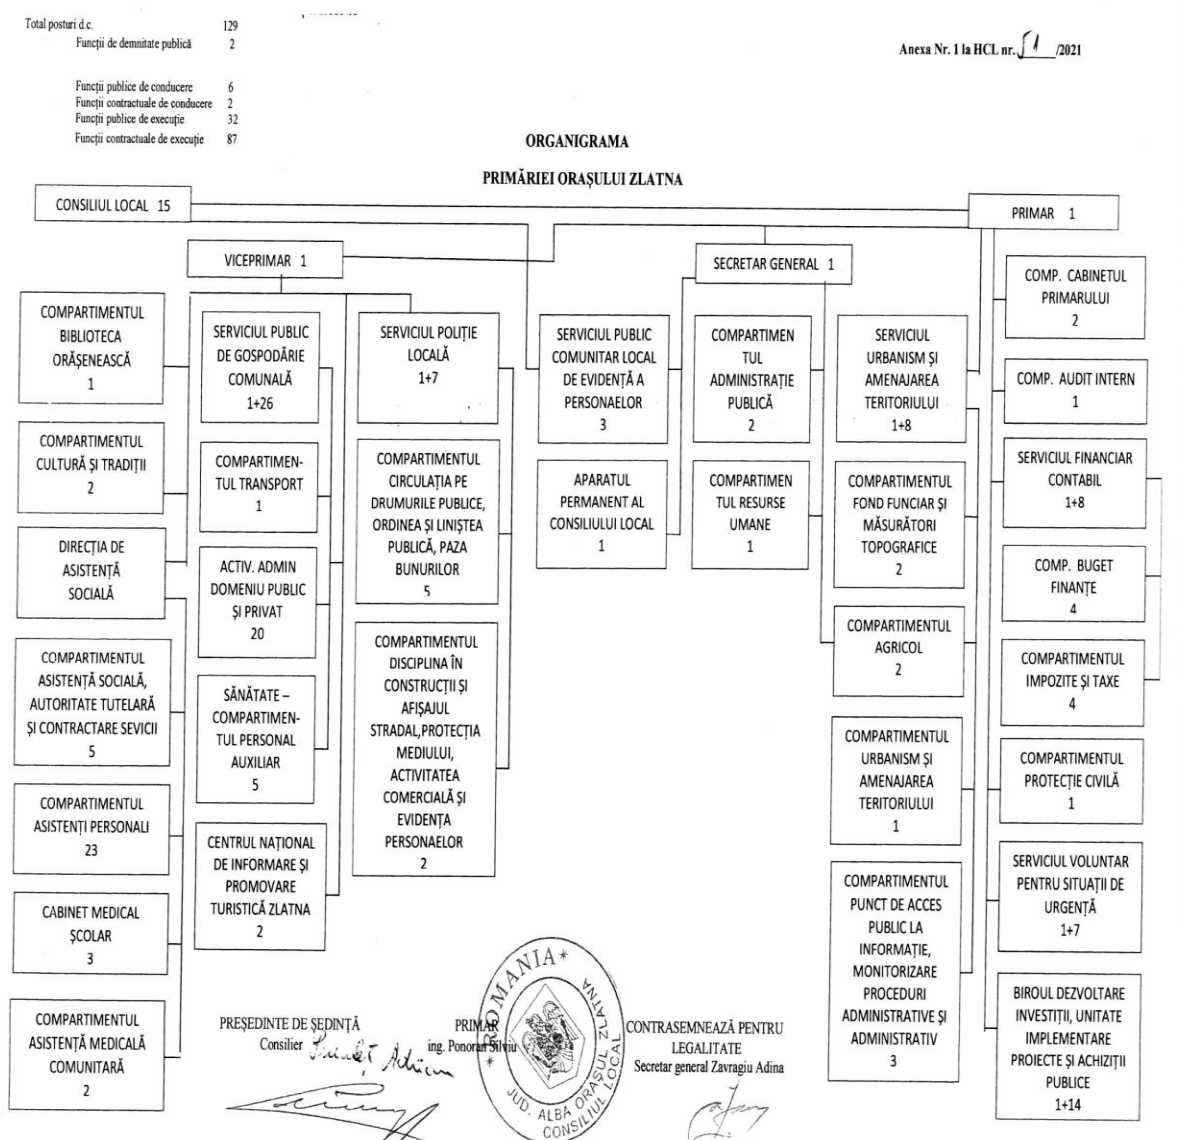 Total posturi d.c. 129
Funcții de demnitate publică 2
Funcții publice de conducere 6
Funcții contractuale de conducere 2
Funcții publice de execuție 32
Funcții contractuale de execuție 87
Anexa Nr. 1 la HCL nr. 51 /2021
ORGANIGRAMA
PRIMĂRIEI ORAȘULUI ZLATNA
CONSILIUL LOCAL 15
PRIMAR 1
VICEPRIMAR 1
SECRETAR GENERAL 1
COMPARTIMENTUL
BIBLIOTECA
ORĂȘENEASCĂ
1
COMPARTIMENTUL
CULTURĂ ȘI TRADIȚII
2
DIRECȚIA DE
ASISTENȚĂ
SOCIALĂ
COMPARTIMENTUL
ASISTENȚĂ SOCIALĂ,
AUTORITATE TUTELARĂ
ȘI CONTRACTARE SEVICII
5
COMPARTIMENTUL
ASISTENȚI PERSONALI
23
CABINET MEDICAL
ȘCOLAR
3
COMPARTIMENTUL
ASISTENȚĂ MEDICALĂ
COMUNITARĂ
2
SERVICIUL PUBLIC
DE GOSPODĂRIE
COMUNALĂ
1+26
COMPARTIMEN-
TUL TRANSPORT
1
ACTIV. ADMIN
DOMENIU PUBLIC
ȘI PRIVAT
20
SĂNĂTATE –
COMPARTIMEN-
TUL PERSONAL
AUXILIAR
5
CENTRUL NAȚIONAL
DE INFORMARE ȘI
PROMOVARE
TURISTICĂ ZLATNA
2
SERVICIUL POLIȚIE
LOCALĂ
1+7
COMPARTIMENTUL
CIRCULAȚIA PE
DRUMURILE PUBLICE,
ORDINEA ȘI LINIȘTEA
PUBLICĂ, PAZA
BUNURILOR
5
COMPARTIMENTUL
DISCIPLINA ÎN
CONSTRUCȚII ȘI
AFIȘAJUL
STRADAL,PROTECȚIA
MEDIULUI,
ACTIVITATEA
COMERCIALĂ ȘI
EVIDENȚA
PERSONAELOR
2
SERVICIUL PUBLIC
COMUNITAR LOCAL
DE EVIDENȚĂ A
PERSONAELOR
3
APARATUL
PERMANENT AL
CONSILIULUI LOCAL
1
COMPARTIMEN
TUL
ADMINISTRAȚIE
PUBLICĂ
2
COMPARTIMEN
TUL RESURSE
UMANE
1
SERVICIUL
URBANISM ȘI
AMENAJAREA
TERITORIULUI
1+8
COMPARTIMENTUL
FOND FUNCIAR ȘI
MĂSURĂTORI
TOPOGRAFICE
2
COMPARTIMENTUL
AGRICOL
2
COMPARTIMENTUL
URBANISM ȘI
AMENAJAREA
TERITORIULUI
1
COMPARTIMENTUL
PUNCT DE ACCES
PUBLIC LA
INFORMAȚIE,
MONITORIZARE
PROCEDURI
ADMINISTRATIVE ȘI
ADMINISTRATIV
3
COMP. CABINETUL
PRIMARULUI
2
COMP. AUDIT INTERN
1
SERVICIUL FINANCIAR
CONTABIL
1+8
COMP. BUGET
FINANȚE
4
COMPARTIMENTUL
IMPOZITE ȘI TAXE
4
COMPARTIMENTUL
PROTECȚIE CIVILĂ
1
SERVICIUL VOLUNTAR
PENTRU SITUAȚII DE
URGENȚĂ
1+7
BIROUL DEZVOLTARE
INVESTIȚII, UNITATE
IMPLEMENTARE
PROIECTE ȘI ACHIZIȚII
PUBLICE
1+14
PREȘEDINTE DE ȘEDINȚĂ
Consilier Adrian
PRIMAR
ing. Ponoran Silviu
* ROMANIA *
JUD. ALBA ORAȘUL ZLATNA
CONSILIUL LOCAL
CONTRASEMNEAZĂ PENTRU
LEGALITATE
Secretar general Zavragiu Adina